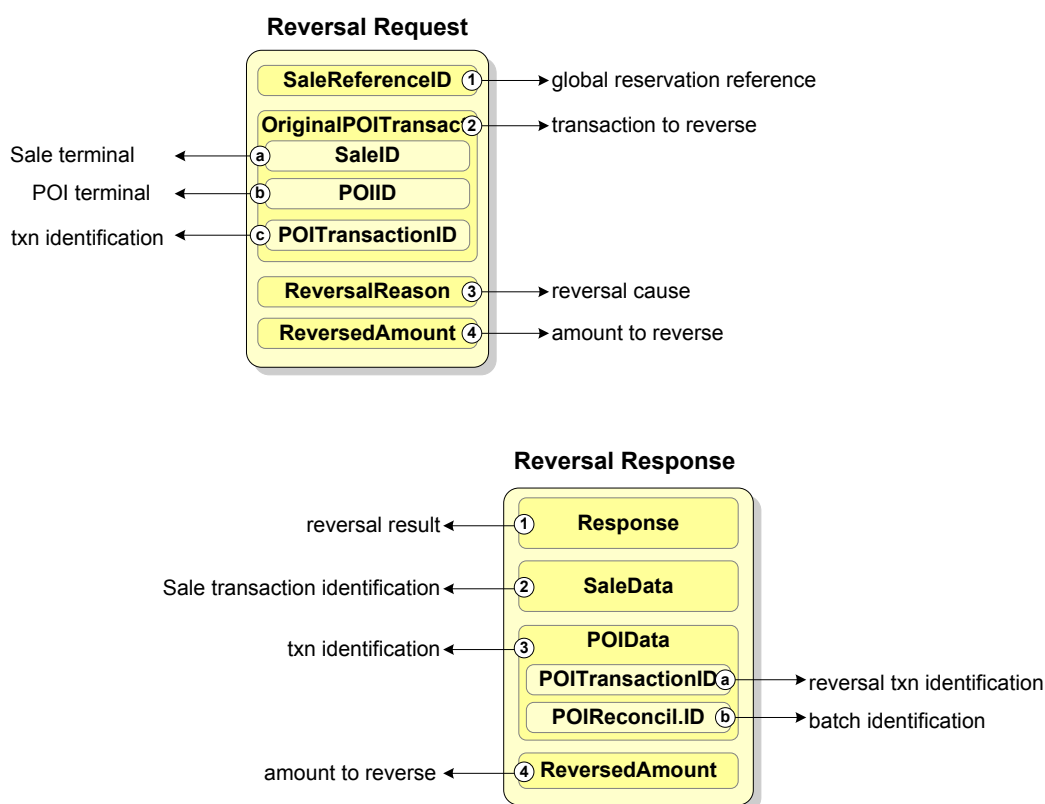 Reversal Request
SaleReferenceID 1 global reservation reference
OriginalPOITransact 2 transaction to reverse
Sale terminal a SaleID
POI terminal b POIID
txn identification c POITransactionID
ReversalReason 3 reversal cause
ReversedAmount 4 amount to reverse
Reversal Response
reversal result 1 Response
Sale transaction identification 2 SaleData
txn identification 3 POIData
POITransactionID a reversal txn identification
POIReconcil.ID b batch identification
amount to reverse 4 ReversedAmount